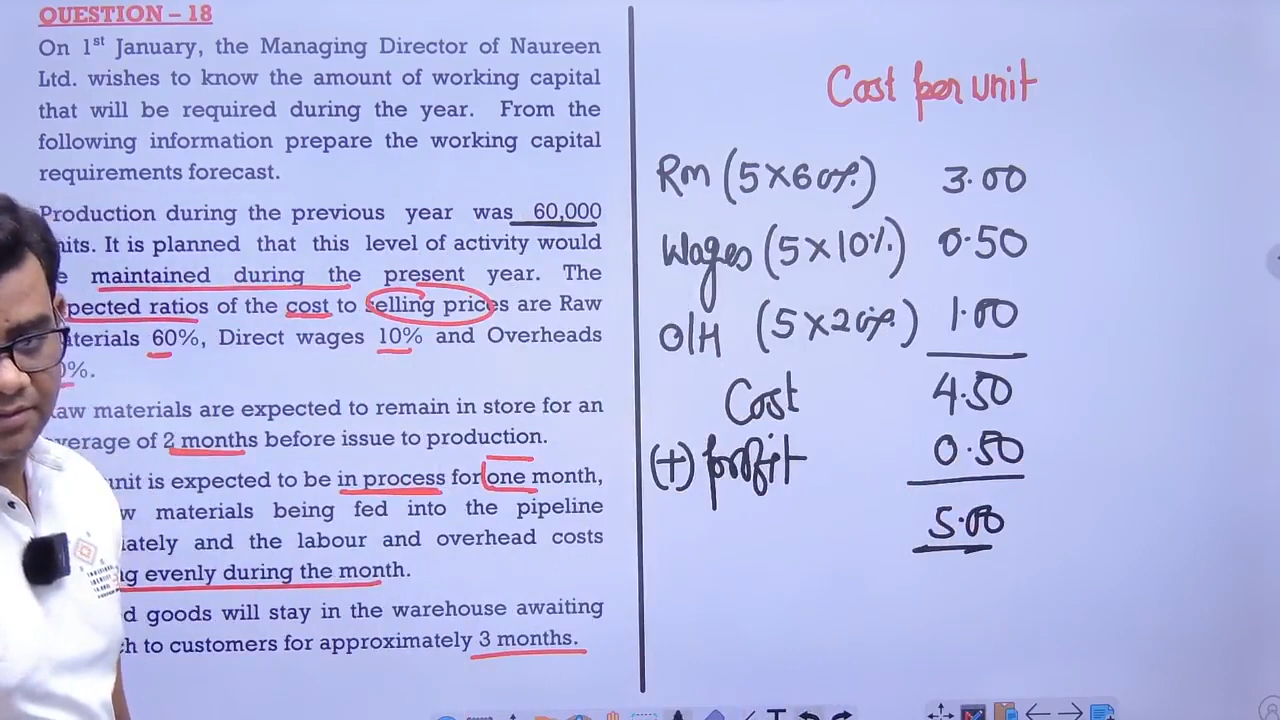 QUESTION – 18
On 1st January, the Managing Director of Naureen
Ltd. wishes to know the amount of working capital
that will be required during the year. From the
following information prepare the working capital
requirements forecast.
Production during the previous year was 60,000
nits. It is planned that this level of activity would
e maintained during the present year. The
pected ratios of the cost to selling prices are Raw
terials 60%, Direct wages 10% and Overheads
0%.
aw materials are expected to remain in store for an
verage of 2 months before issue to production.
unit is expected to be in process for one month,
w materials being fed into the pipeline
iately and the labour and overhead costs
ng evenly during the month.
d goods will stay in the warehouse awaiting
ch to customers for approximately 3 months.
Cost per unit
Rm (5×60%) 3.00
Wages (5×10%) 0.50
O/H (5×20%) 1.00
Cost 4.50
(+) profit 0.50
5.00